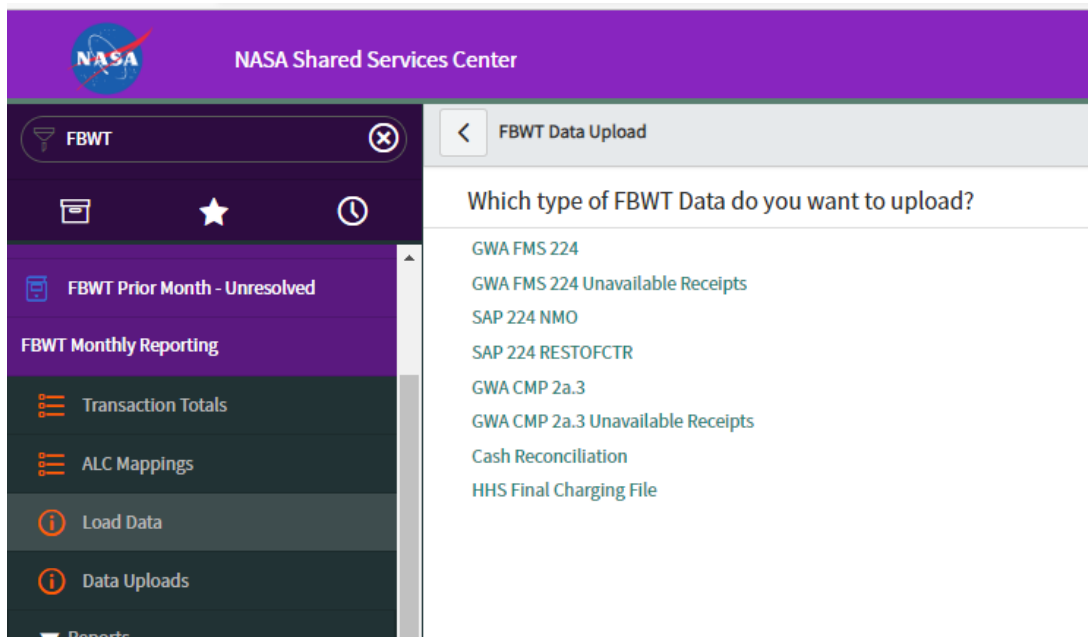 NASA
NASA Shared Services Center
FBWT
FBWT Prior Month - Unresolved
FBWT Monthly Reporting
Transaction Totals
ALC Mappings
Load Data
Data Uploads
Reports
FBWT Data Upload
Which type of FBWT Data do you want to upload?
GWA FMS 224
GWA FMS 224 Unavailable Receipts
SAP 224 NMO
SAP 224 RESTOFCTR
GWA CMP 2a.3
GWA CMP 2a.3 Unavailable Receipts
Cash Reconciliation
HHS Final Charging File